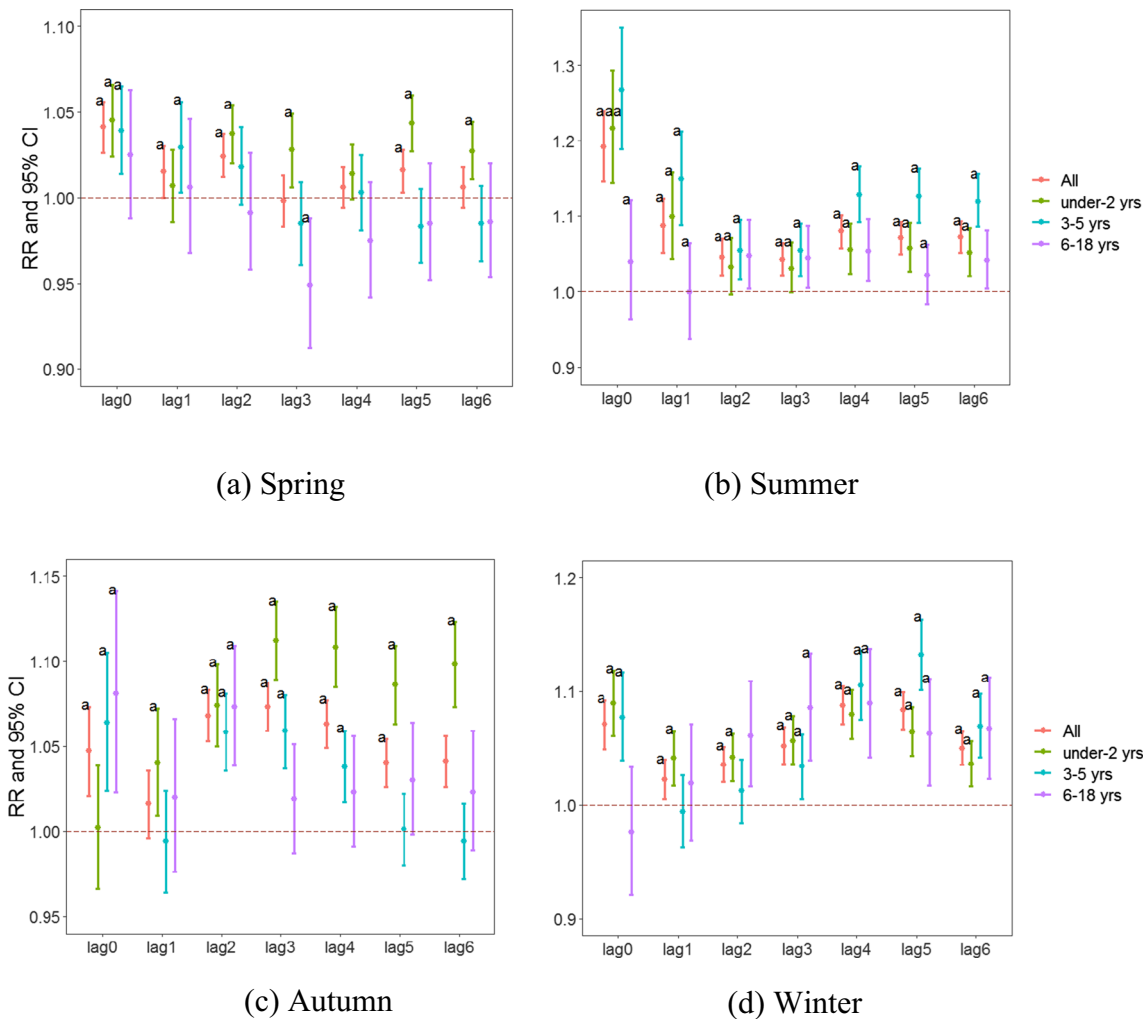 RR and 95% CI
1.10
1.05
1.00
0.95
0.90
a a a a a a a a a a a a a
lag0 lag1 lag2 lag3 lag4 lag5 lag6
(a) Spring
1.3
1.2
1.1
1.0
0.9
a a a a a a a a a a a a a a a a a a a a a a
lag0 lag1 lag2 lag3 lag4 lag5 lag6
All
under-2 yrs
3-5 yrs
6-18 yrs
(b) Summer
RR and 95% CI
1.15
1.10
1.05
1.00
0.95
a a a a a a a a a a a a a a a
lag0 lag1 lag2 lag3 lag4 lag5 lag6
(c) Autumn
1.2
1.1
1.0
0.9
a a a a a a a a a a a a a a a a a a a a a a
lag0 lag1 lag2 lag3 lag4 lag5 lag6
All
under-2 yrs
3-5 yrs
6-18 yrs
(d) Winter